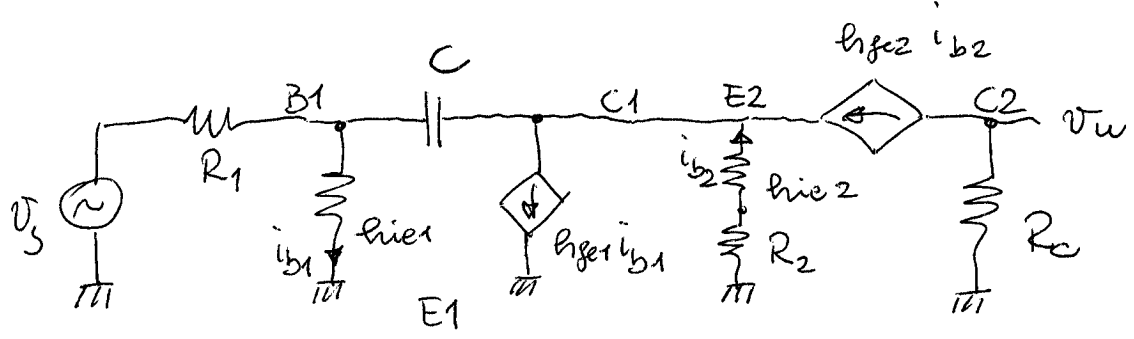 hfe2 ib2
C
B1
C1
E2
C2
vu
R1
ib2
hie2
vs
ib1
hie1
hfe1 ib1
R2
RC
E1